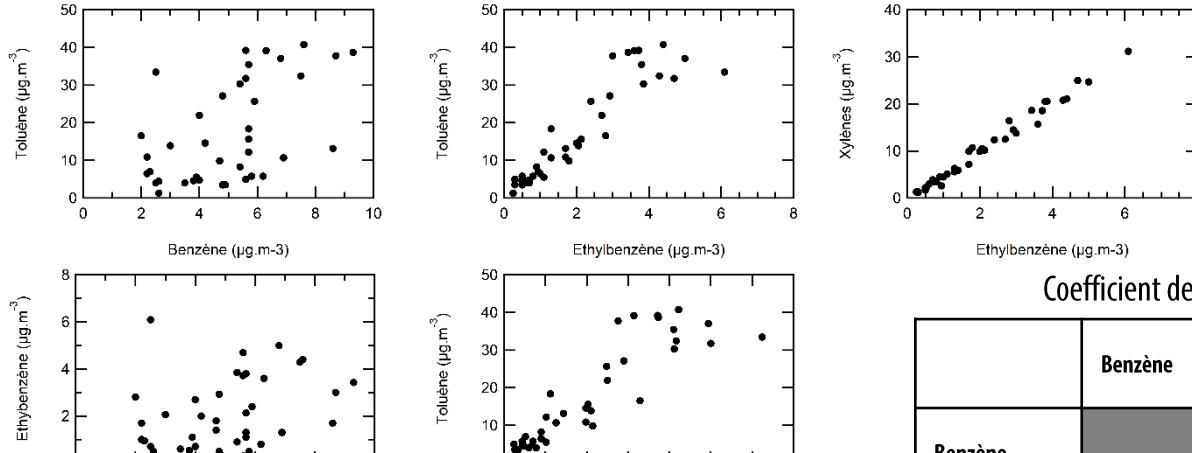 50
40
30
20
10
0
Toluène (µg.m-3)
0 2 4 6 8 10
Benzène (µg.m-3)
50
40
30
20
10
0
Toluène (µg.m-3)
0 2 4 6 8
Ethylbenzène (µg.m-3)
40
30
20
10
0
Xylènes (µg.m-3)
0 2 4 6
Ethylbenzène (µg.m-3)
8
6
4
2
Ethybenzène (µg.m-3)
50
40
30
20
10
Toluène (µg.m-3)
Coefficient de
Benzène
Benzène